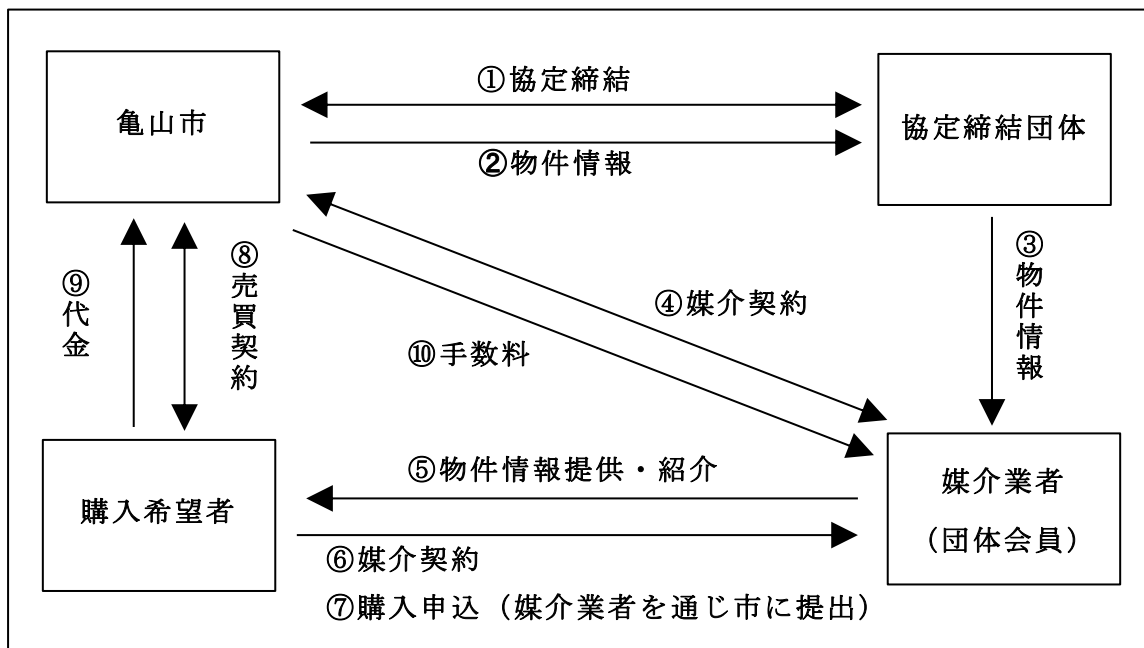 亀山市
①協定締結
②物件情報
協定締結団体
③物件情報
④媒介契約
⑩手数料
⑧売買契約
⑨代金
購入希望者
⑤物件情報提供・紹介
⑥媒介契約
⑦購入申込（媒介業者を通じ市に提出）
媒介業者
（団体会員）